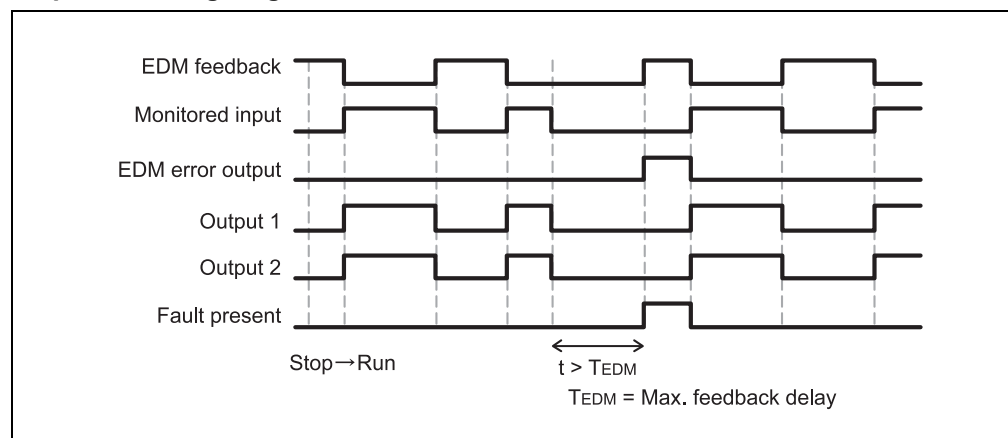 EDM feedback
Monitored input
EDM error output
Output 1
Output 2
Fault present
Stop→Run
t > TEDM
TEDM = Max. feedback delay